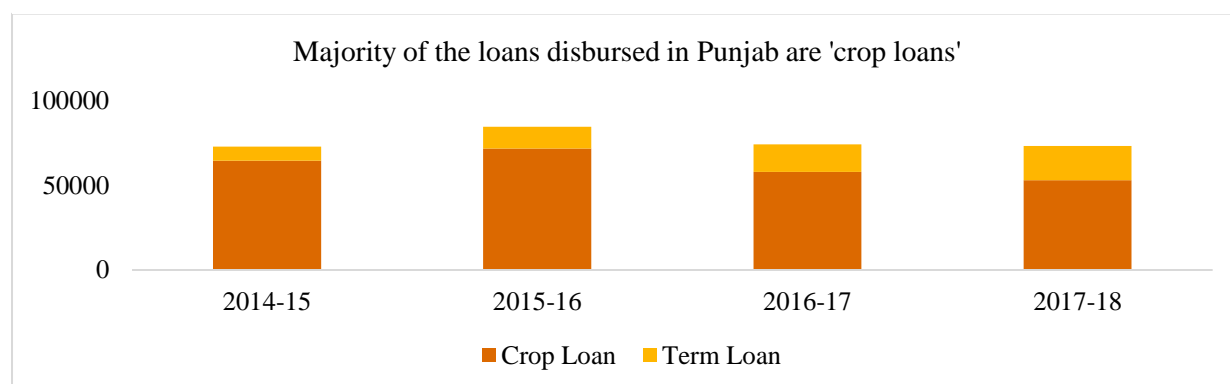 Majority of the loans disbursed in Punjab are 'crop loans'
100000
50000
0
2014-15 2015-16 2016-17 2017-18
Crop Loan Term Loan